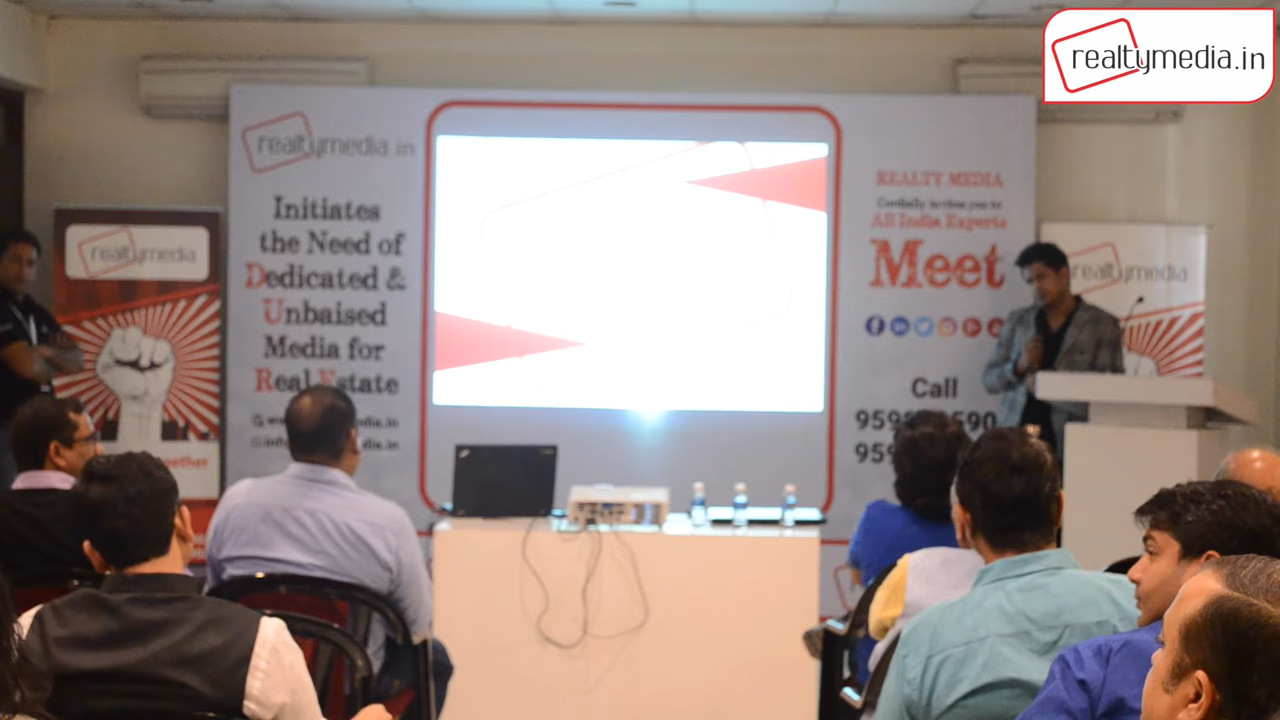 realtymedia.in
realtymedia.in
Initiates
the Need of
Dedicated &
Unbaised
Media for
Real Estate
REALTY MEDIA
Cordially invites you to
All India Experts
Meet
Call
realtymedia
realtymedia